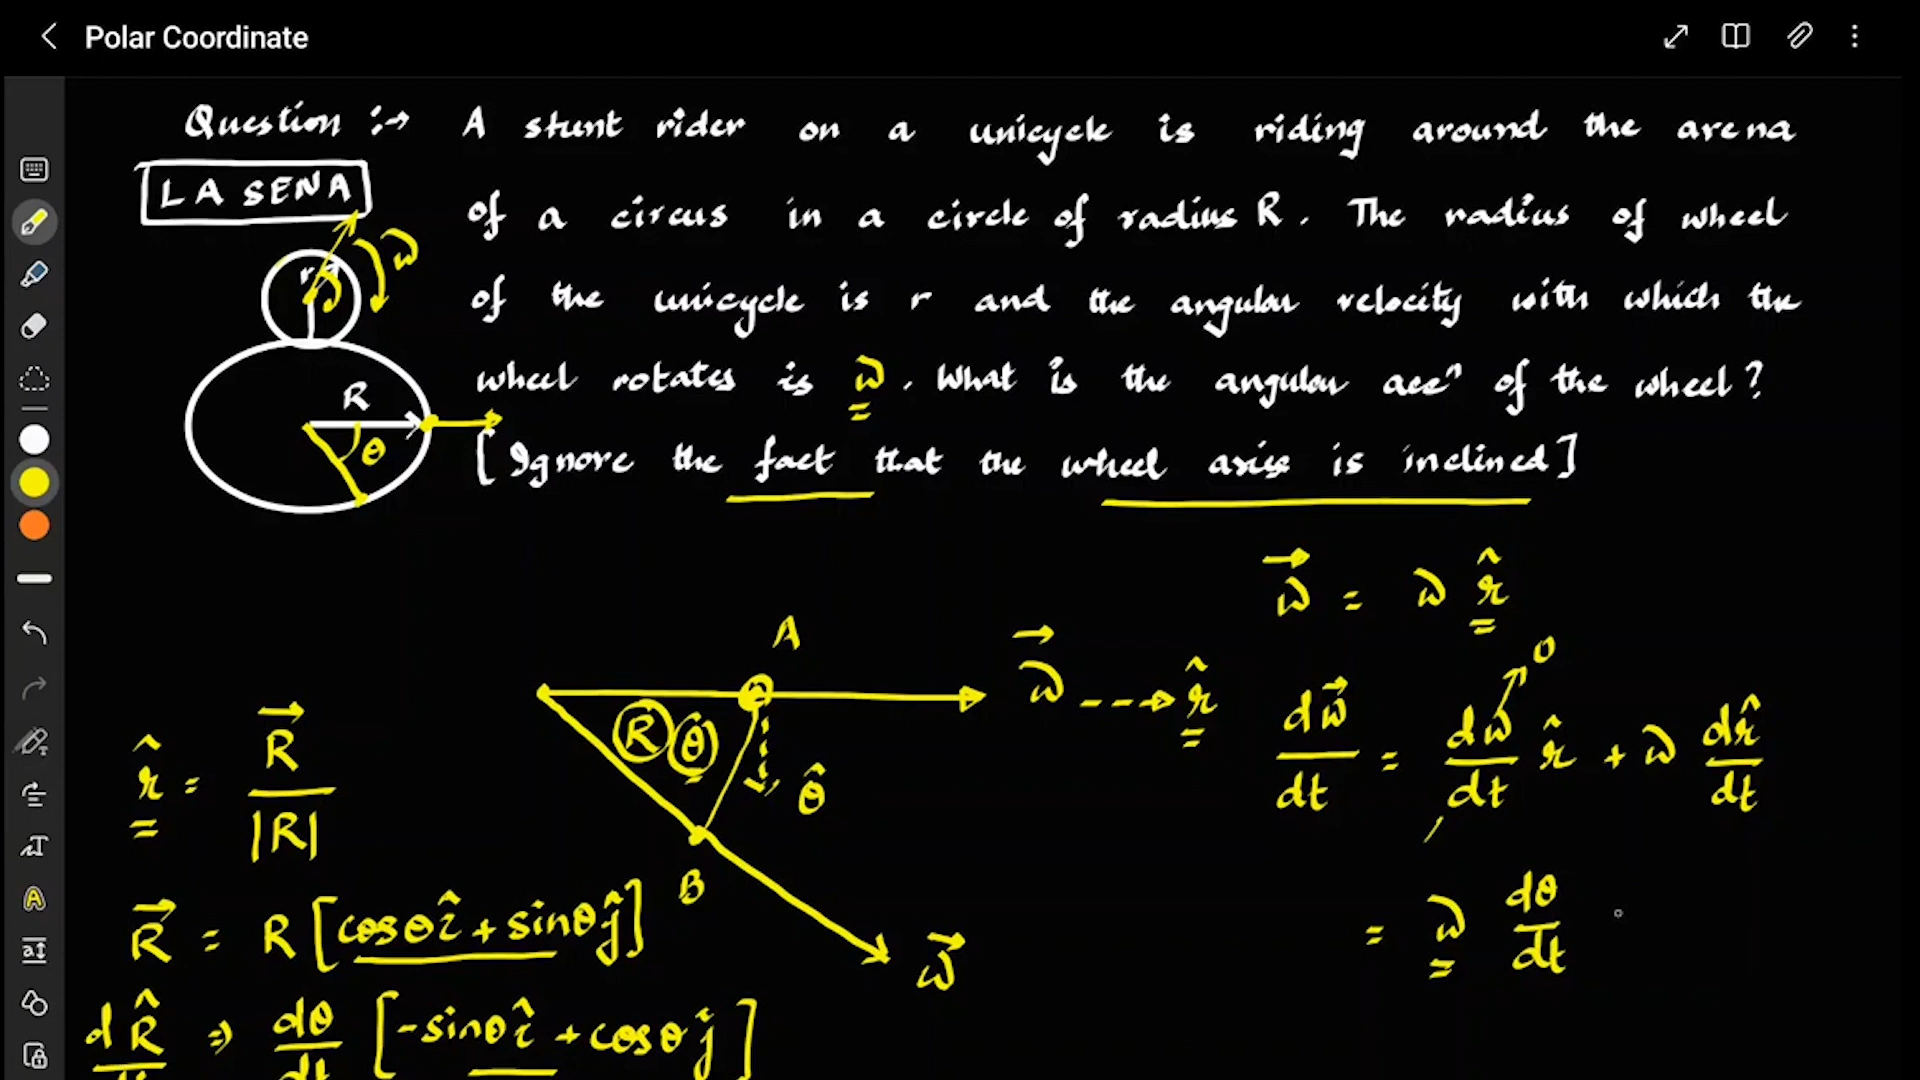 Polar Coordinate
Question :→ A stunt rider on a unicycle is riding around the arena
LA SENA
of a circus in a circle of radius R. The radius of wheel
of the unicycle is r and the angular velocity with which the
wheel rotates is ω. What is the angular accⁿ of the wheel?
[Ignore the fact that the wheel axis is inclined]
r
ω
R
θ
A
B
R θ
θ̂
ω⃗ ---→ r̂
ω⃗
ω⃗ = ω r̂
dω⃗/dt = dω/dt r̂ + ω dr̂/dt
0
= ω dθ/dt
r̂ = R⃗/|R|
R⃗ = R [cosθ î + sinθ ĵ]
dR̂/dt ⇒ dθ/dt [-sinθ î + cosθ ĵ]